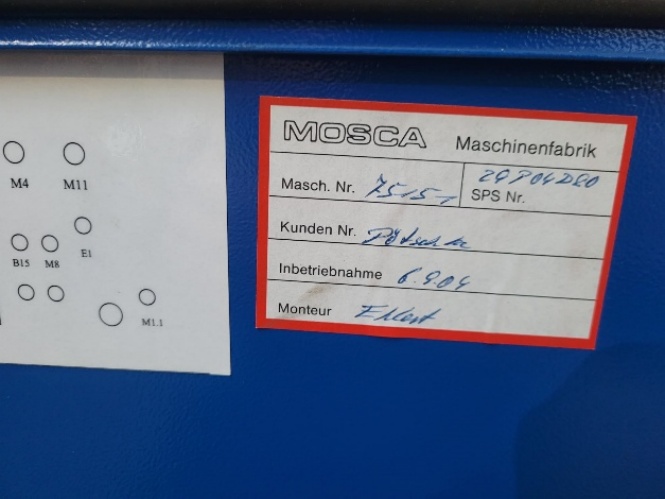 MOSCA Maschinenfabrik
Masch. Nr.
SPS Nr.
Kunden Nr.
Inbetriebnahme 6.9.04
Monteur Ehlert
M4 M11
E1
B15 M8
M1.1